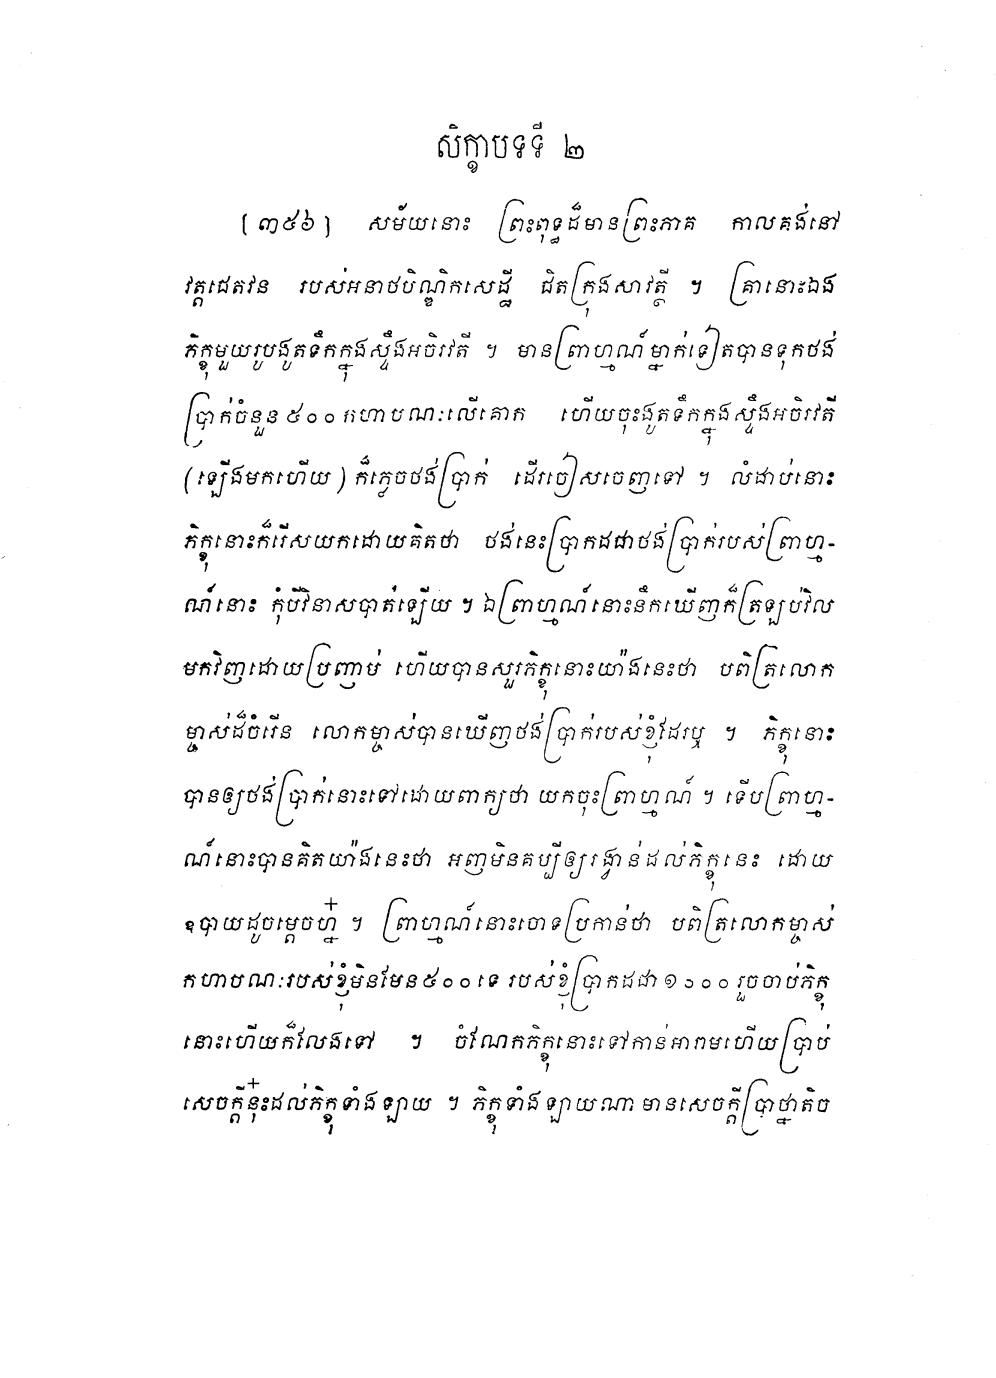 សិក្ខាបទទី ២
[៣៥៦] សម័យនោះ ព្រះពុទ្ធដ៏មានព្រះភាគ កាលគង់នៅ
វត្តជេតវន របស់អនាថបិណ្ឌិកសេដ្ឋី ជិតក្រុងសាវត្ថី ។ គ្រានោះឯង
ភិក្ខុមួយរូបងូតទឹកក្នុងស្ទឹងអចិរវតី ។ មានព្រាហ្មណ៍ម្នាក់ទៀតបានទុកថង់
ប្រាក់ចំនួន៥០០កហាបណៈលើគោក ហើយចុះងូតទឹកក្នុងស្ទឹងអចិរវតី
(ឡើងមកហើយ) ក៏ភ្លេចថង់ប្រាក់ ដើរចៀសចេញទៅ ។ លំដាប់នោះ
ភិក្ខុនោះក៏រើសយកដោយគិតថា ថង់នេះប្រាកដជាថង់ប្រាក់របស់ព្រាហ្ម-
ណ៍នោះ កុំបីវិនាសបាត់ឡើយ ។ ឯព្រាហ្មណ៍នោះនឹកឃើញក៏ត្រឡប់វិល
មកវិញដោយប្រញាប់ ហើយបានសួរភិក្ខុនោះយ៉ាងនេះថា បពិត្រលោក
ម្ចាស់ដ៏ចំរើន លោកម្ចាស់បានឃើញថង់ប្រាក់របស់ខ្ញុំដែរឬ ។ ភិក្ខុនោះ
បានឲ្យថង់ប្រាក់នោះទៅដោយពាក្យថា យកចុះព្រាហ្មណ៍ ។ ទើបព្រាហ្ម-
ណ៍នោះបានគិតយ៉ាងនេះថា អញមិនគប្បីឲ្យរង្វាន់ដល់ភិក្ខុនេះ ដោយ
ឧបាយដូចម្តេចហ្ន៎ ។ ព្រាហ្មណ៍នោះចោទប្រកាន់ថា បពិត្រលោកម្ចាស់
កហាបណៈរបស់ខ្ញុំមិនមែន៥០០ទេ របស់ខ្ញុំប្រាកដជា១០០០រួចចាប់ភិក្ខុ
នោះហើយក៏លែងទៅ ។ ចំណែកភិក្ខុនោះទៅកាន់អារាមហើយប្រាប់
សេចក្តីនុ៎ះដល់ភិក្ខុទាំងឡាយ ។ ភិក្ខុទាំងឡាយណា មានសេចក្តីប្រាថ្នាតិច